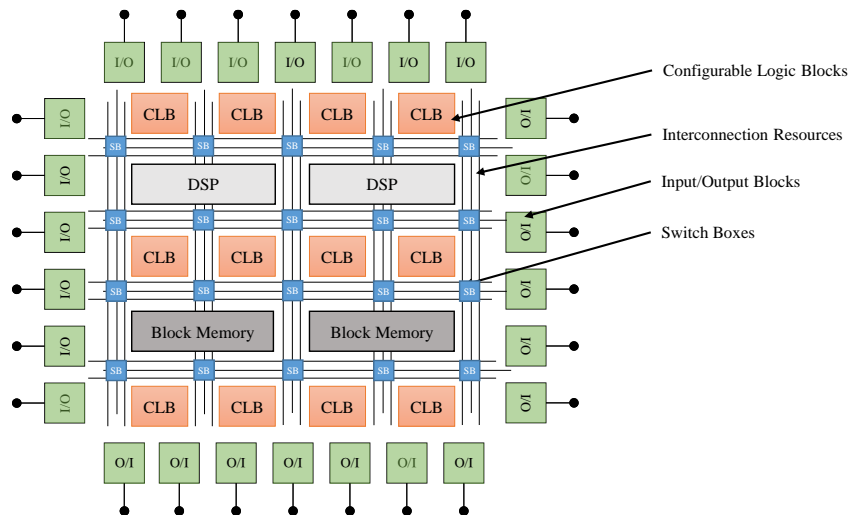 I/O
I/O
I/O
I/O
I/O
I/O
I/O
Configurable Logic Blocks
I/O
CLB
CLB
CLB
CLB
O/I
SB
SB
SB
SB
SB
Interconnection Resources
I/O
DSP
DSP
O/I
Input/Output Blocks
I/O
SB
SB
SB
SB
SB
O/I
Switch Boxes
CLB
CLB
CLB
CLB
I/O
SB
SB
SB
SB
SB
O/I
I/O
Block Memory
Block Memory
O/I
SB
SB
SB
SB
SB
I/O
CLB
CLB
CLB
CLB
O/I
O/I
O/I
O/I
O/I
O/I
O/I
O/I